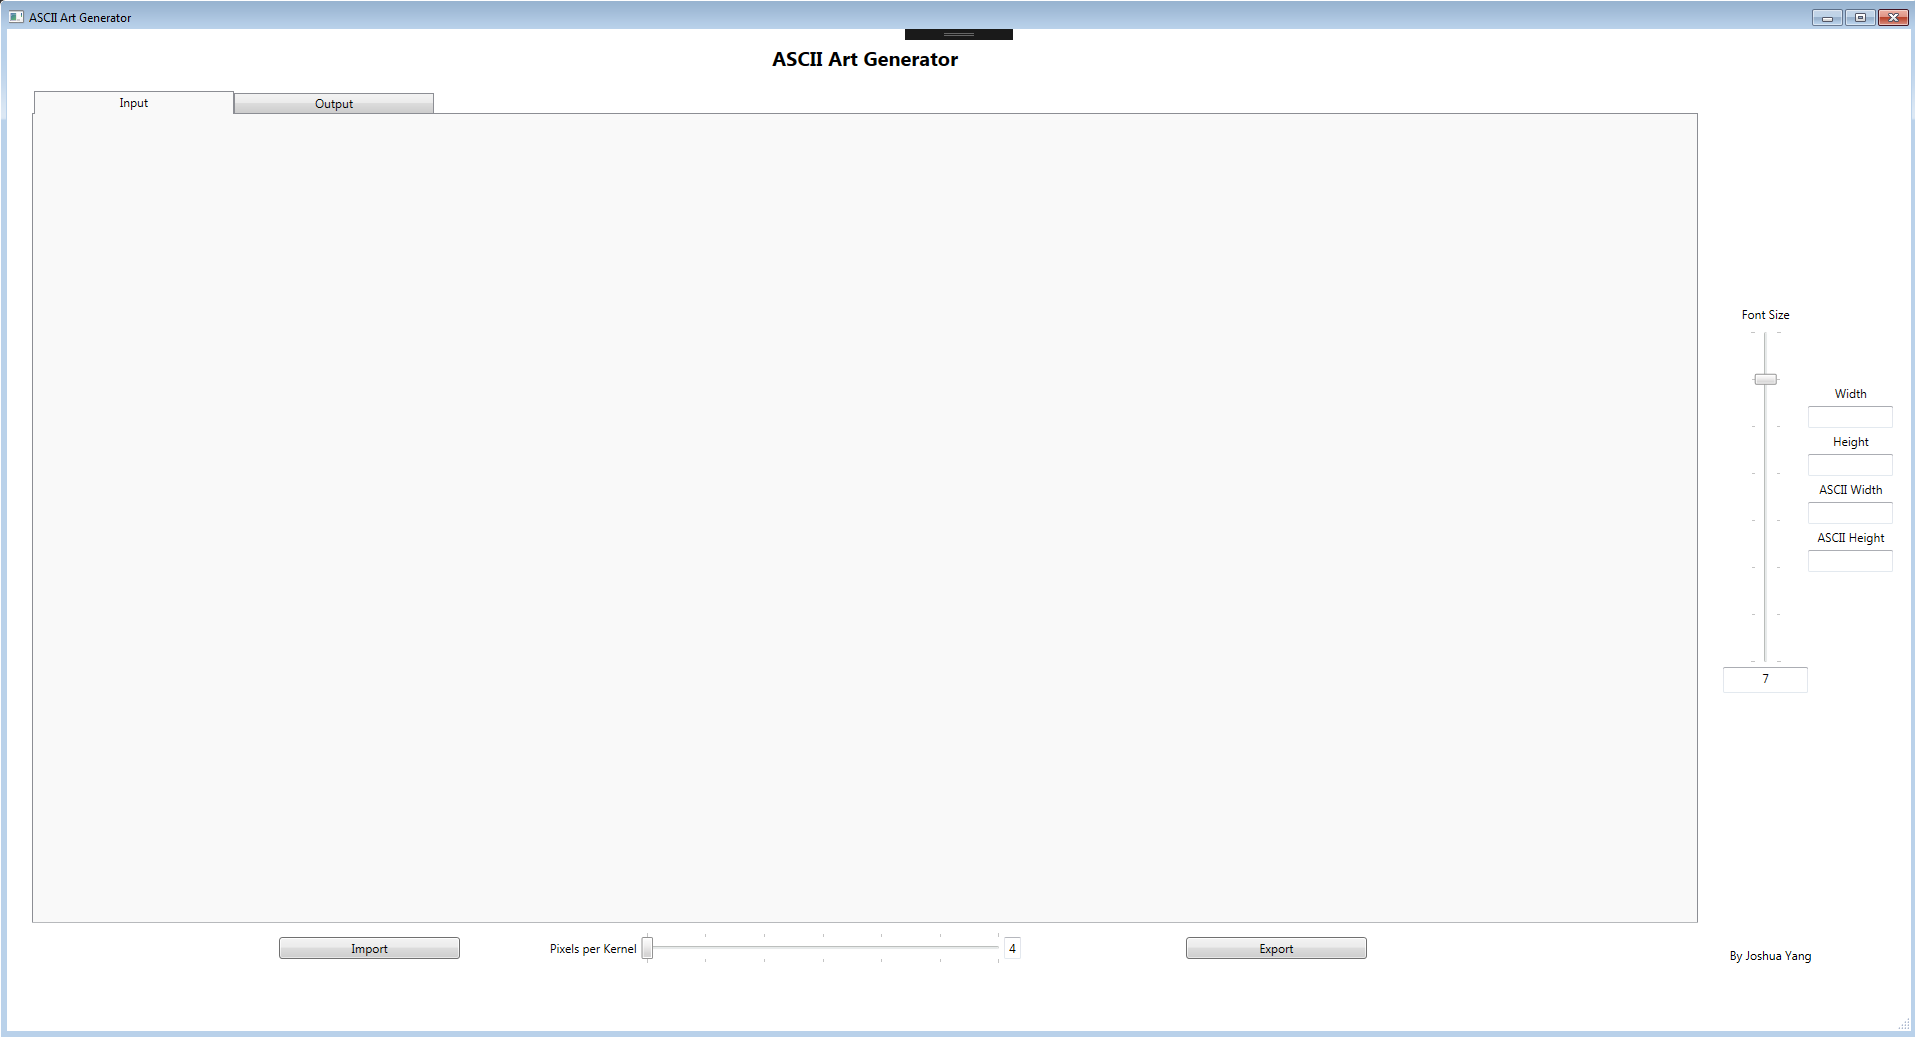 ASCII Art Generator
ASCII Art Generator
Input
Output
Font Size
Width
Height
ASCII Width
ASCII Height
7
Import
Pixels per Kernel
4
Export
By Joshua Yang